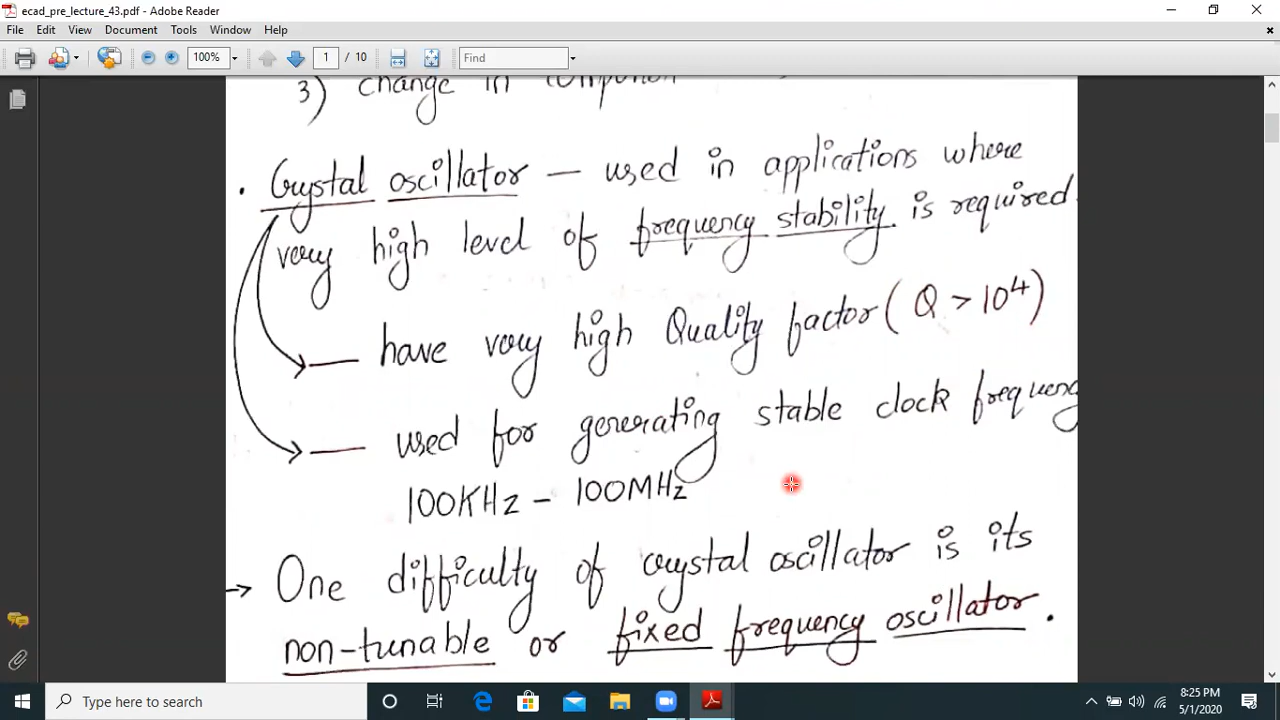 ecad_pre_lecture_43.pdf - Adobe Reader
File Edit View Document Tools Window Help
1 / 10 100% Find
3) change in
. Crystal oscillator — used in applications where
very high level of frequency stability is required
— have very high Quality factor ( Q > 10⁴)
— used for generating stable clock
100KHz - 100MHz
→ One difficulty of crystal oscillator is its
non-tunable or fixed frequency oscillator.
Type here to search
8:25 PM
5/1/2020